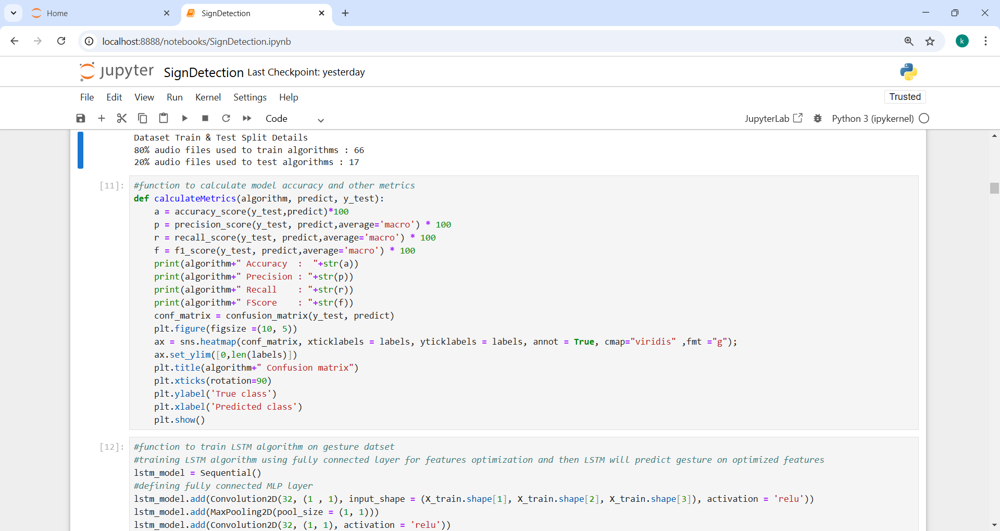 Home
SignDetection
localhost:8888/notebooks/SignDetection.ipynb
k
jupyter SignDetection Last Checkpoint: yesterday
File Edit View Run Kernel Settings Help
Trusted
Code
JupyterLab
Python 3 (ipykernel)
Dataset Train & Test Split Details
80% audio files used to train algorithms : 66
20% audio files used to test algorithms : 17
[11]:
#function to calculate model accuracy and other metrics
def calculateMetrics(algorithm, predict, y_test):
    a = accuracy_score(y_test,predict)*100
    p = precision_score(y_test, predict,average='macro') * 100
    r = recall_score(y_test, predict,average='macro') * 100
    f = f1_score(y_test, predict,average='macro') * 100
    print(algorithm+" Accuracy  :  "+str(a))
    print(algorithm+" Precision : "+str(p))
    print(algorithm+" Recall    : "+str(r))
    print(algorithm+" FScore    : "+str(f))
    conf_matrix = confusion_matrix(y_test, predict)
    plt.figure(figsize =(10, 5))
    ax = sns.heatmap(conf_matrix, xticklabels = labels, yticklabels = labels, annot = True, cmap="viridis" ,fmt ="g");
    ax.set_ylim([0,len(labels)])
    plt.title(algorithm+" Confusion matrix")
    plt.xticks(rotation=90)
    plt.ylabel('True class')
    plt.xlabel('Predicted class')
    plt.show()
[12]:
#function to train LSTM algorithm on gesture datset
#training LSTM algorithm using fully connected layer for features optimization and then LSTM will predict gesture on optimized features
lstm_model = Sequential()
#defining fully connected MLP layer
lstm_model.add(Convolution2D(32, (1 , 1), input_shape = (X_train.shape[1], X_train.shape[2], X_train.shape[3]), activation = 'relu'))
lstm_model.add(MaxPooling2D(pool_size = (1, 1)))
lstm_model.add(Convolution2D(32, (1, 1), activation = 'relu'))